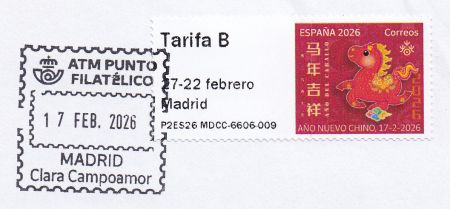 ATM PUNTO
FILATÉLICO
17 FEB. 2026
MADRID
Clara Campoamor
Tarifa B
17-22 febrero
Madrid
P2ES26 MDCC-6606-009
ESPAÑA 2026
Correos
马年吉祥
AÑO DEL CABALLO
2026
AÑO NUEVO CHINO, 17-2-2026